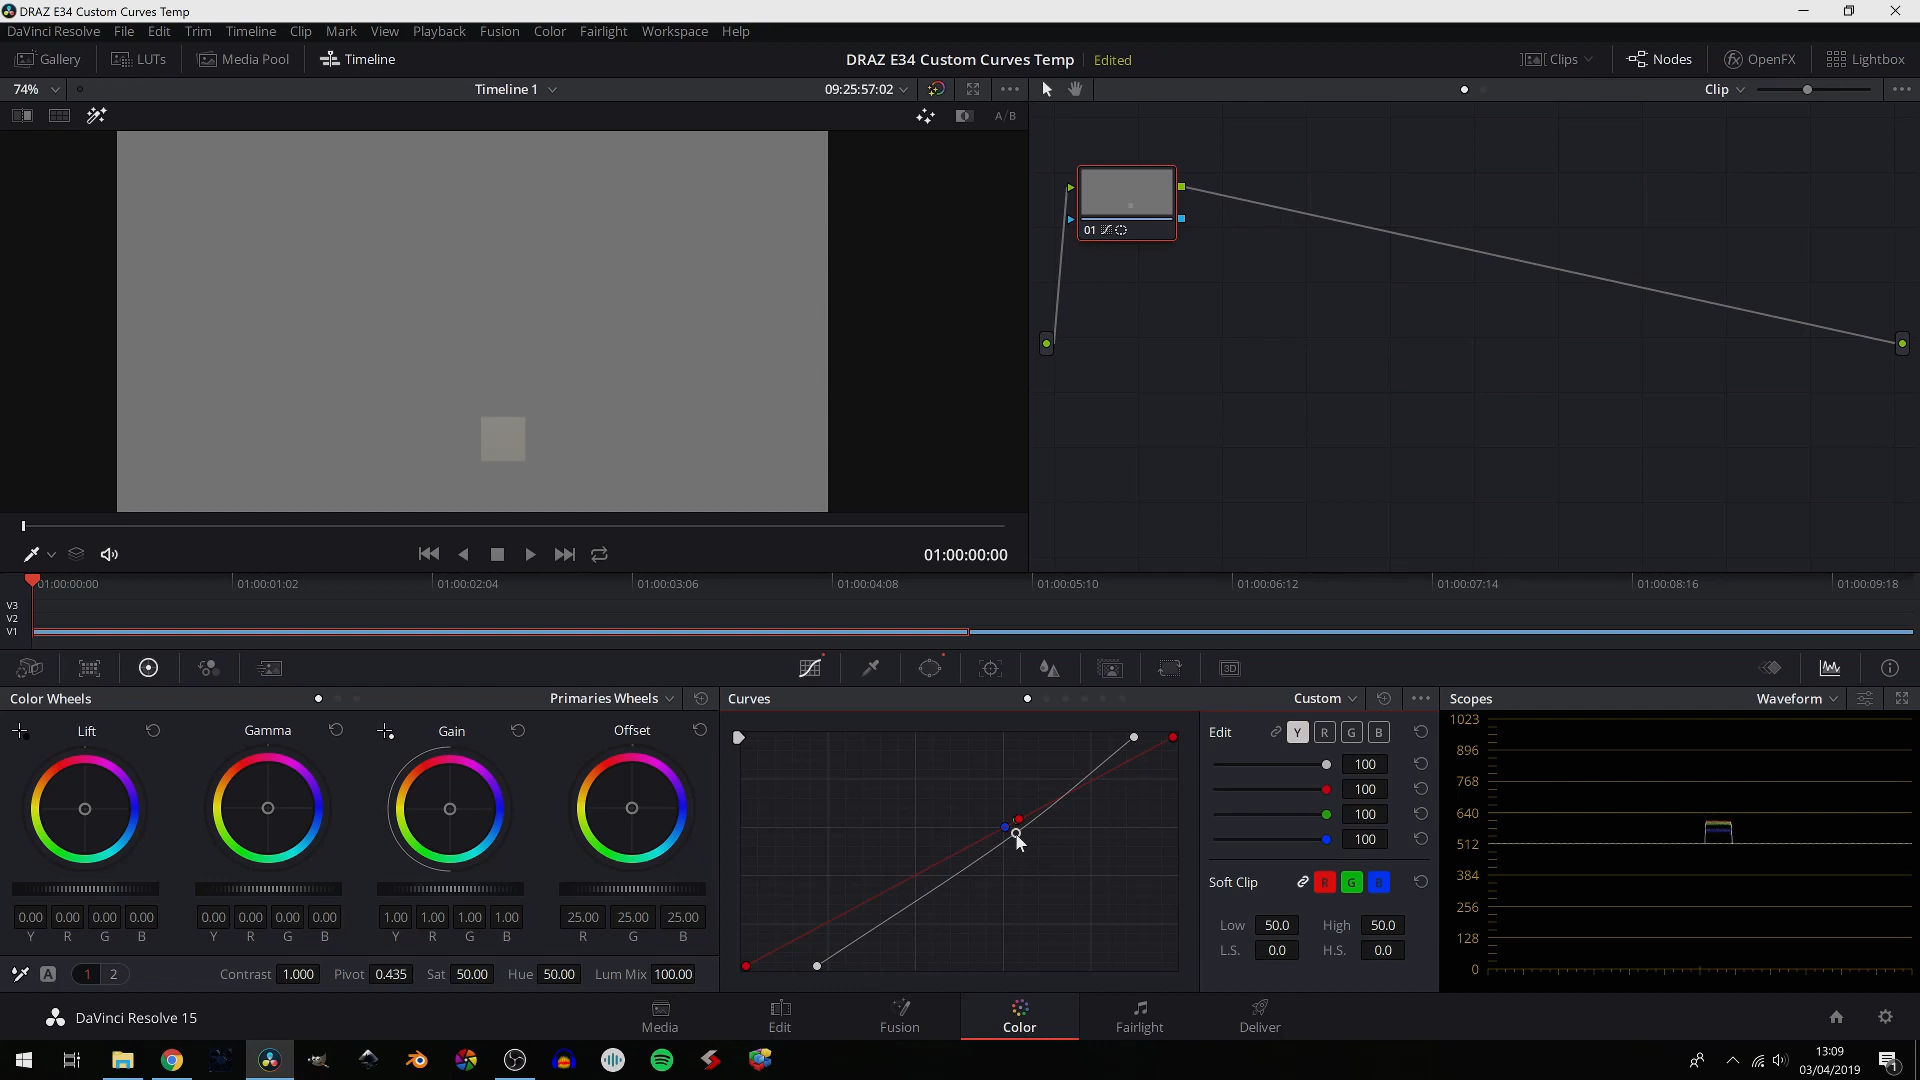 DRAZ E34 Custom Curves Temp
DaVinci Resolve File Edit Trim Timeline Clip Mark View Playback Fusion Color Fairlight Workspace Help
Gallery LUTs Media Pool Timeline DRAZ E34 Custom Curves Temp Edited Clips Nodes OpenFX Lightbox
74% Timeline 1 09:25:57:02 Clip
A/B
01
01:00:00:00
01:00:00:00 01:00:01:02 01:00:02:04 01:00:03:06 01:00:04:08 01:00:05:10 01:00:06:12 01:00:07:14 01:00:08:16 01:00:09:18
V3
V2
V1
3D
Color Wheels Primaries Wheels Curves Custom Scopes Waveform
Lift Gamma Gain Offset
Edit Y R G B
100
100
100
100
Soft Clip R G B
Low 50.0 High 50.0
L.S. 0.0 H.S. 0.0
1023
896
768
640
512
384
256
128
0
0.00 0.00 0.00 0.00 0.00 0.00 0.00 0.00 1.00 1.00 1.00 1.00 25.00 25.00 25.00
Y R G B Y R G B Y R G B R G B
A 1 2 Contrast 1.000 Pivot 0.435 Sat 50.00 Hue 50.00 Lum Mix 100.00
DaVinci Resolve 15
Media Edit Fusion Color Fairlight Deliver
13:09
03/04/2019
1